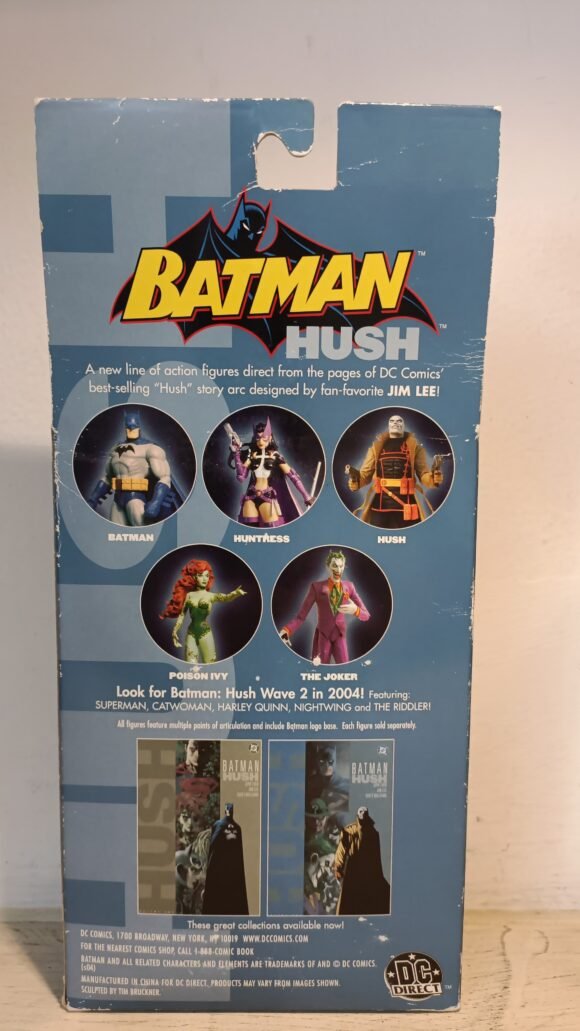 BATMAN™
HUSH™
A new line of action figures direct from the pages of DC Comics'
best-selling "Hush" story arc designed by fan-favorite JIM LEE!
BATMAN
HUNTRESS
HUSH
POISON IVY
THE JOKER
Look for Batman: Hush Wave 2 in 2004! Featuring:
SUPERMAN, CATWOMAN, HARLEY QUINN, NIGHTWING and THE RIDDLER!
All figures feature multiple points of articulation and include Batman logo base. Each figure sold separately.
HUSH
BATMAN
HUSH
HUSH
BATMAN
HUSH
These great collections available now!
DC COMICS, 1700 BROADWAY, NEW YORK, NY 10019 WWW.DCCOMICS.COM
FOR THE NEAREST COMICS SHOP, CALL 1-888-COMIC BOOK
BATMAN AND ALL RELATED CHARACTERS AND ELEMENTS ARE TRADEMARKS OF AND © DC COMICS.
(s04)
MANUFACTURED IN CHINA FOR DC DIRECT. PRODUCTS MAY VARY FROM IMAGES SHOWN.
SCULPTED BY TIM BRUCKNER.
DC
DIRECT™
HUSH